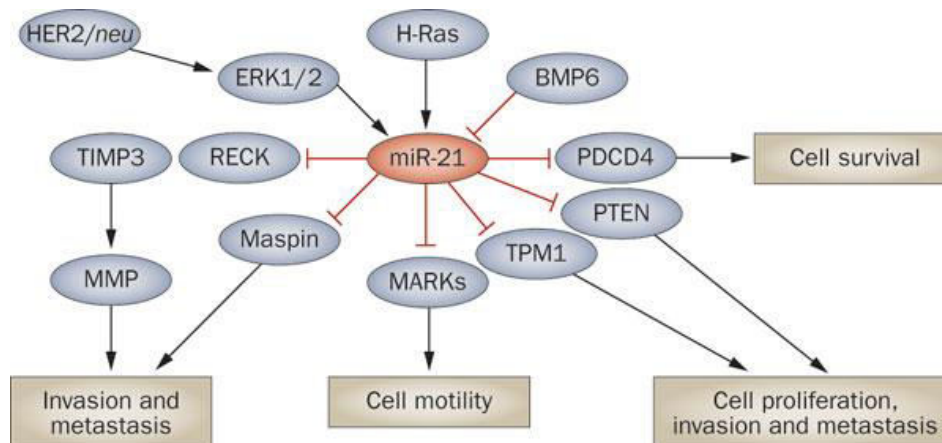 HER2/neu
H-Ras
ERK1/2
BMP6
TIMP3
RECK
miR-21
PDCD4
Cell survival
PTEN
Maspin
TPM1
MMP
MARKs
Invasion and
metastasis
Cell motility
Cell proliferation,
invasion and metastasis